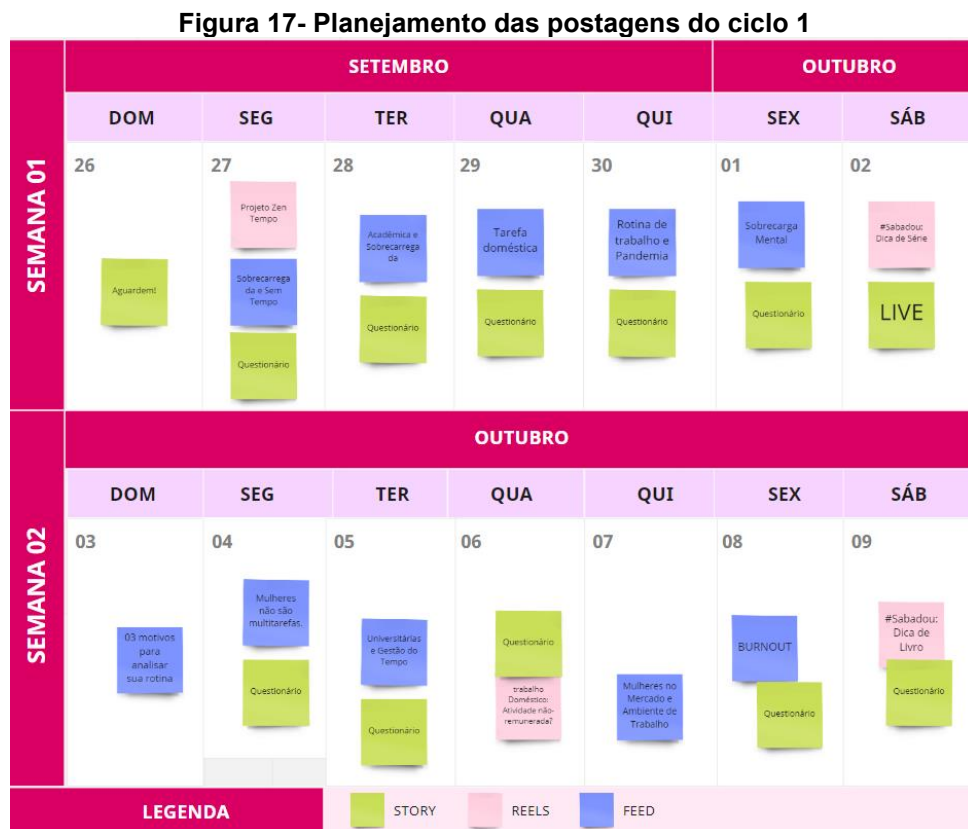 Figura 17- Planejamento das postagens do ciclo 1
SEMANA 01
SETEMBRO
OUTUBRO
DOM
SEG
TER
QUA
QUI
SEX
SÁB
26
Aguardem!
27
Projeto Zen
Tempo
Sobrecarrega
da e Sem
Tempo
Questionário
28
Acadêmica e
Sobrecarrega
da
Questionário
29
Tarefa
doméstica
Questionário
30
Rotina de
trabalho e
Pandemia
Questionário
01
Sobrecarga
Mental
Questionário
02
#Sabadou:
Dica de Série
LIVE
SEMANA 02
OUTUBRO
DOM
SEG
TER
QUA
QUI
SEX
SÁB
03
03 motivos
para
analisar
sua rotina
04
Mulheres
não são
multitarefas.
Questionário
05
Universitárias
e Gestão do
Tempo
Questionário
06
Questionário
trabalho
Doméstico:
Atividade não-
remunerada?
07
Mulheres no
Mercado e
Ambiente de
Trabalho
08
BURNOUT
Questionário
09
#Sabadou:
Dica de
Livro
Questionário
LEGENDA
STORY
REELS
FEED